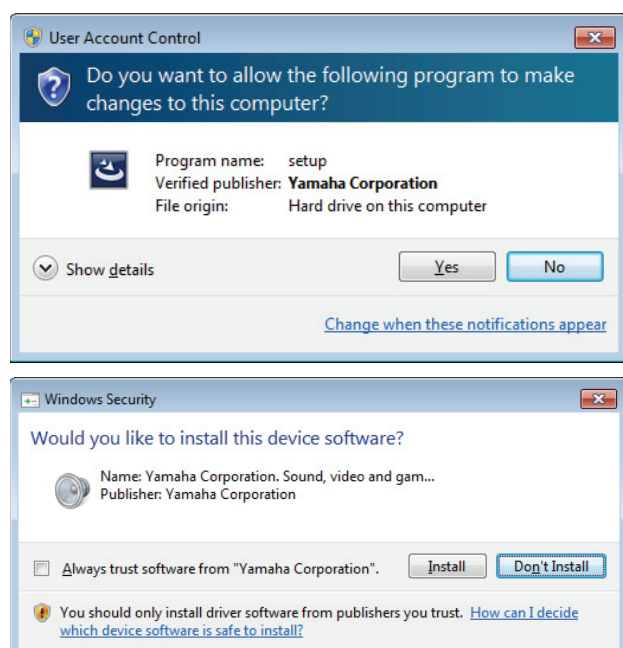 User Account Control
Do you want to allow the following program to make
changes to this computer?
Program name: setup
Verified publisher: Yamaha Corporation
File origin: Hard drive on this computer
Show details
Yes
No
Change when these notifications appear
Windows Security
Would you like to install this device software?
Name: Yamaha Corporation. Sound, video and gam...
Publisher: Yamaha Corporation
Always trust software from "Yamaha Corporation".
Install
Don't Install
You should only install driver software from publishers you trust. How can I decide
which device software is safe to install?